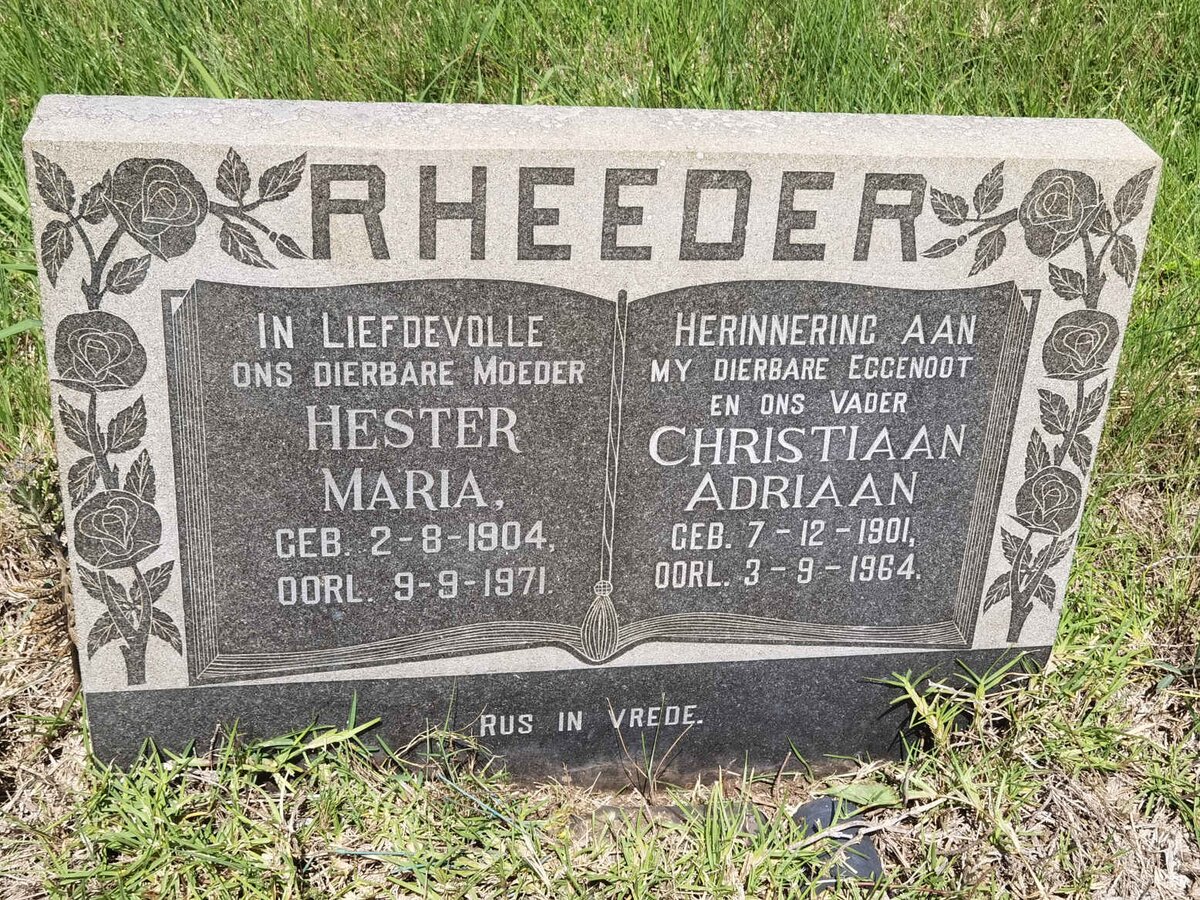 RHEEDER
IN LIEFDEVOLLE HERINNERING AAN
ONS DIERBARE MOEDER
HESTER
MARIA,
GEB. 2-8-1904,
OORL. 9-9-1971.
MY DIERBARE EGGENOOT
EN ONS VADER
CHRISTIAAN
ADRIAAN
GEB. 7-12-1901,
OORL. 3-9-1964.
RUS IN VREDE.